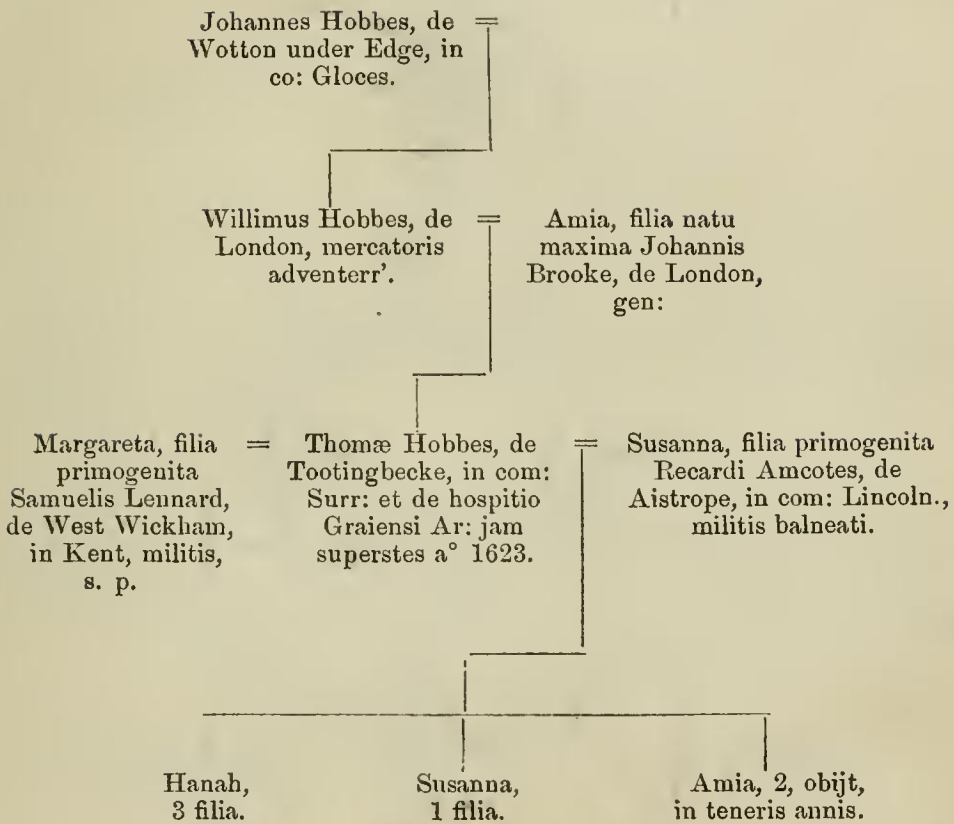 Johannes Hobbes, de =
Wotton under Edge, in
co: Gloces.
Willimus Hobbes, de =
London, mercatoris
adventerr'.
Amia, filia natu
maxima Johannis
Brooke, de London,
gen:
Margareta, filia =
primogenita
Samuelis Lennard,
de West Wickham,
in Kent, militis,
s. p.
Thomæ Hobbes, de =
Tootingbecke, in com:
Surr: et de hospitio
Graiensi Ar: jam
superstes a° 1623.
Susanna, filia primogenita
Recardi Amcotes, de
Aistrope, in com: Lincoln.,
militis balneati.
Hanah,
3 filia.
Susanna,
1 filia.
Amia, 2, obijt,
in teneris annis.